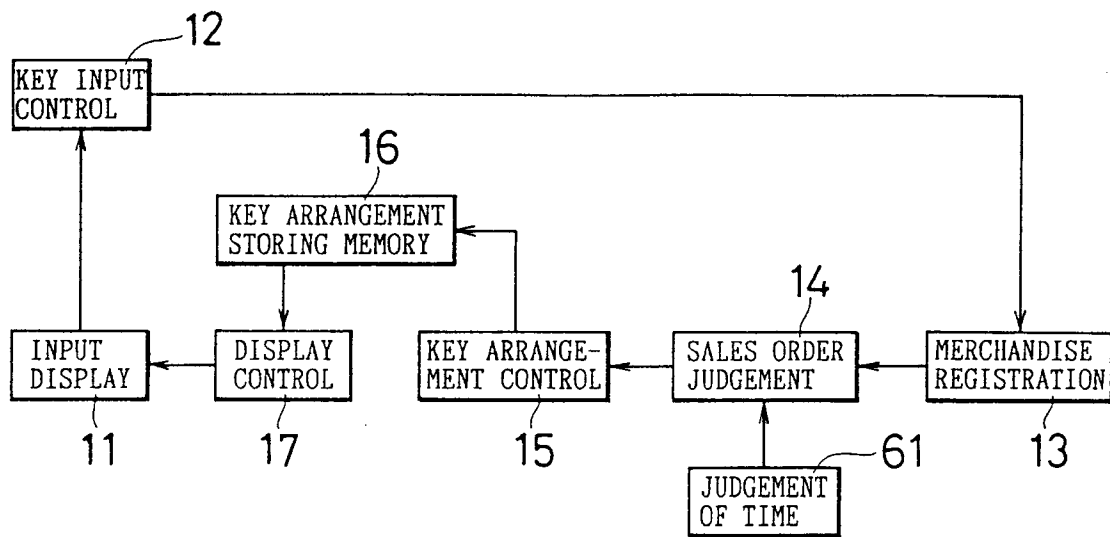 12
KEY INPUT
CONTROL
16
KEY ARRANGEMENT
STORING MEMORY
14
INPUT
DISPLAY
DISPLAY
CONTROL
KEY ARRANGE-
MENT CONTROL
SALES ORDER
JUDGEMENT
MERCHANDISE
REGISTRATION
11
17
15
61
13
JUDGEMENT
OF TIME